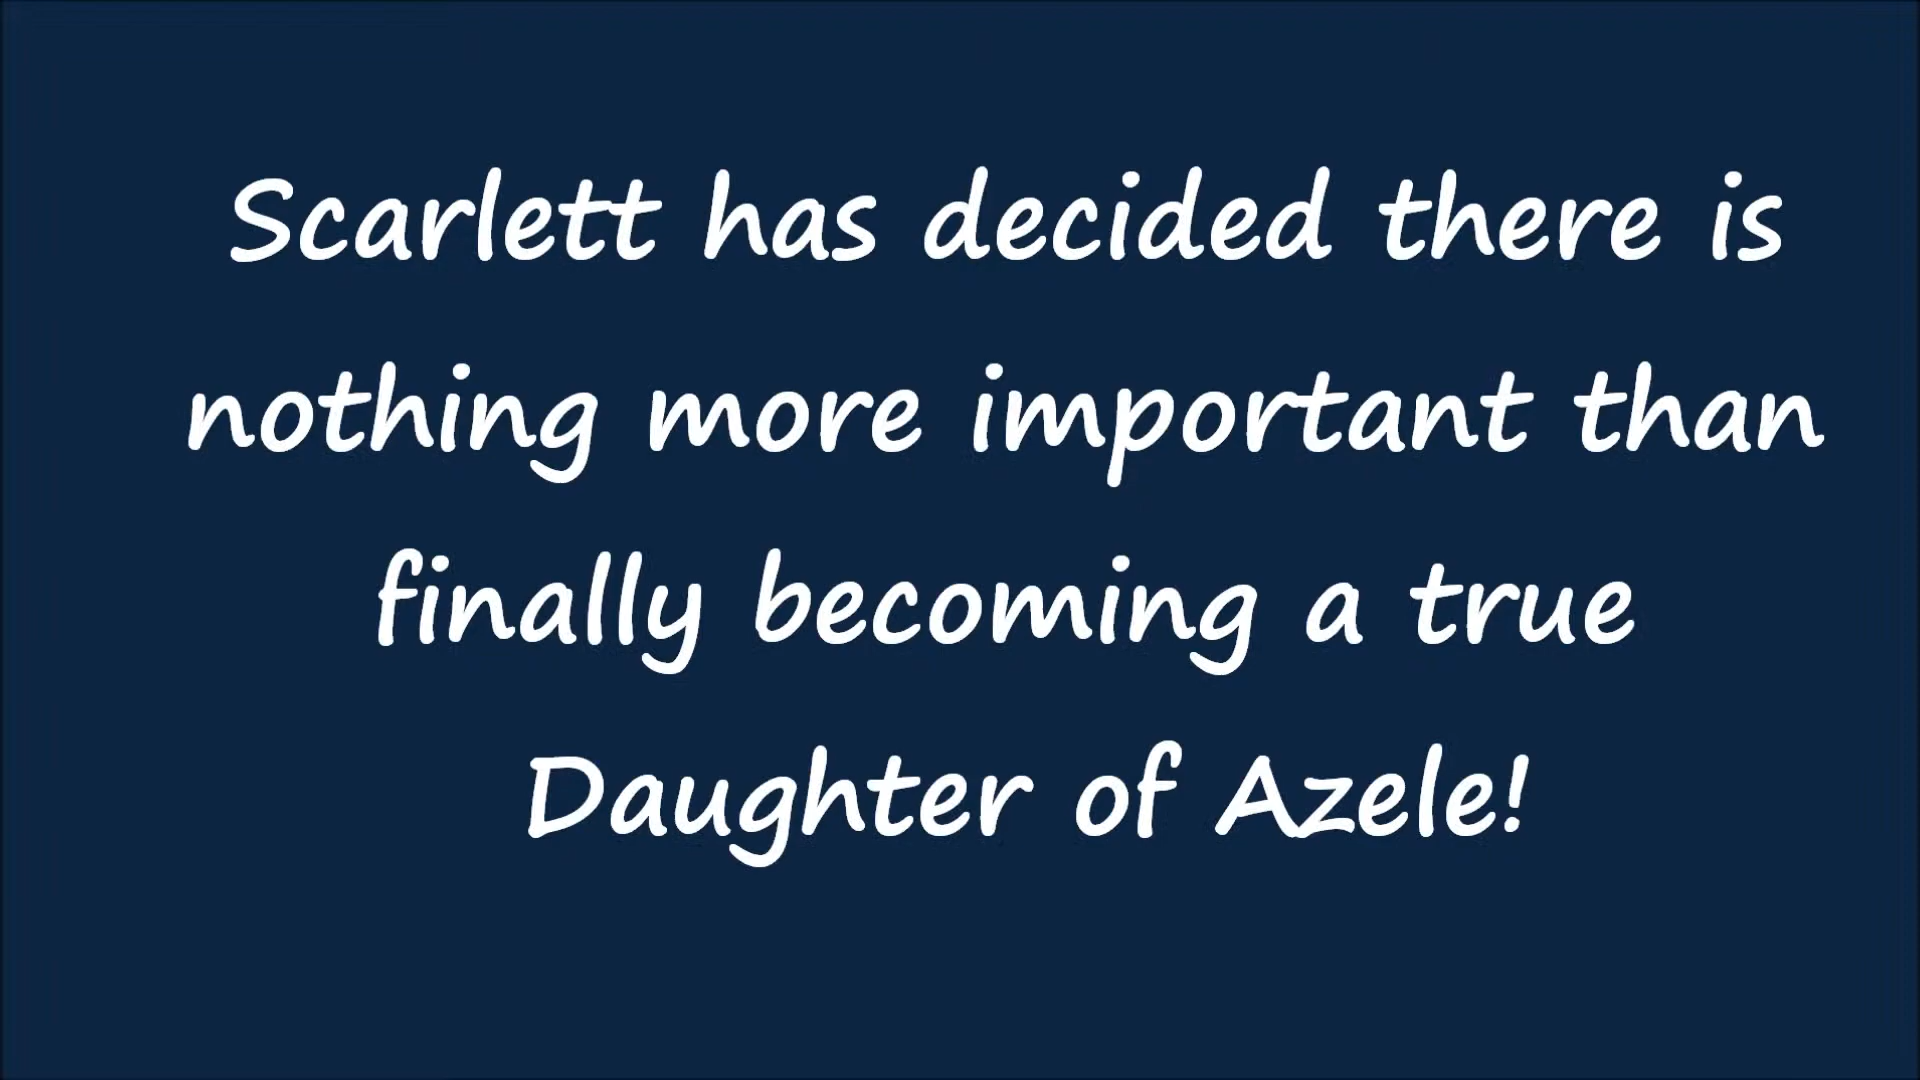 Scarlett has decided there is
nothing more important than
finally becoming a true
Daughter of Azele!